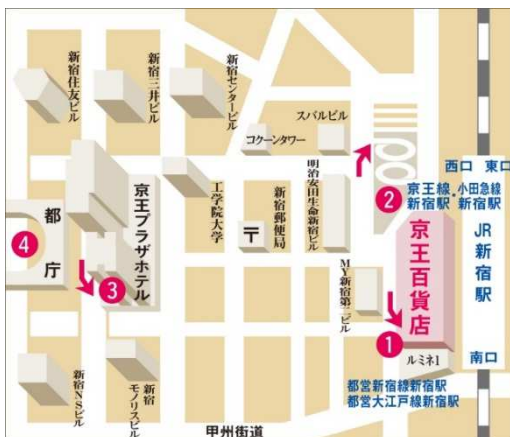 新宿住友ビル
新宿三井ビル
新宿センタービル
スバルビル
コクーンタワー
明治安田生命新宿ビル
工学院大学
新宿郵便局
〒
西口 東口
2
京王線・小田急線
新宿駅 新宿駅
京王百貨店
JR新宿駅
京王プラザホテル
都庁
4
3
MY新宿第二ビル
1
ルミネ1
南口
都営新宿線新宿駅
都営大江戸線新宿駅
新宿NSビル
新宿
モノリスビル
甲州街道